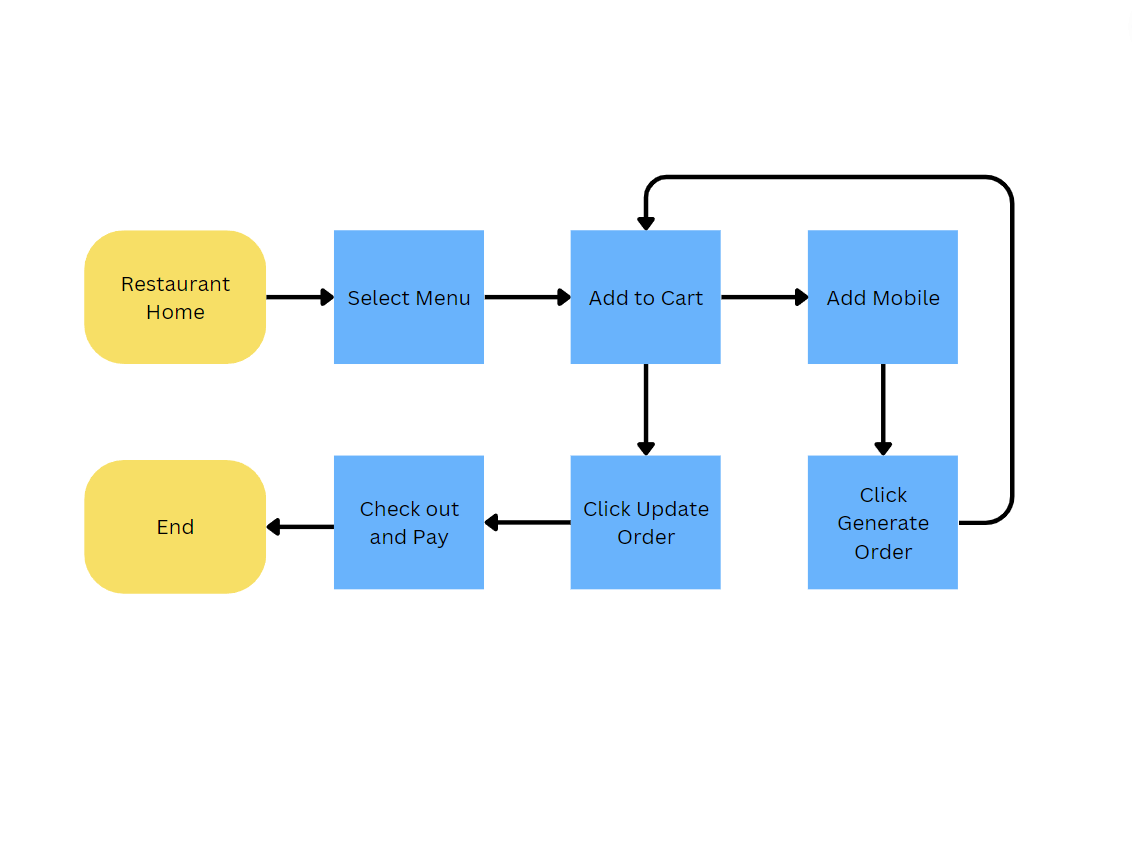 Restaurant
Home
Select Menu
Add to Cart
Add Mobile
End
Check out
and Pay
Click Update
Order
Click
Generate
Order